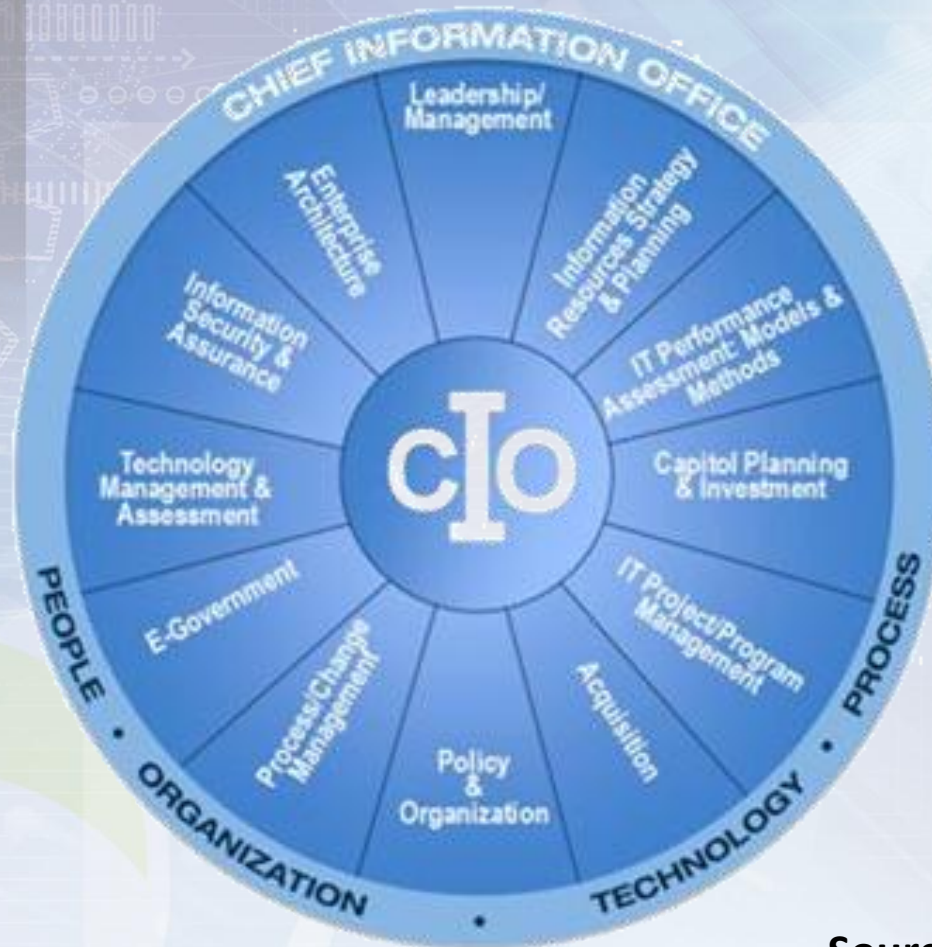 CHIEF INFORMATION OFFICE
Leadership/
Management
Information
Resources Strategy
& Planning
IT Performance
Assessment: Models &
Methods
Capitol Planning
& Investment
IT Project/Program
Management
Acquisition
Policy
&
Organization
Process/Change
Management
E-Government
Technology
Management &
Assessment
Information
Security &
Assurance
Enterprise
Architecture
CIO
PEOPLE • ORGANIZATION • TECHNOLOGY • PROCESS